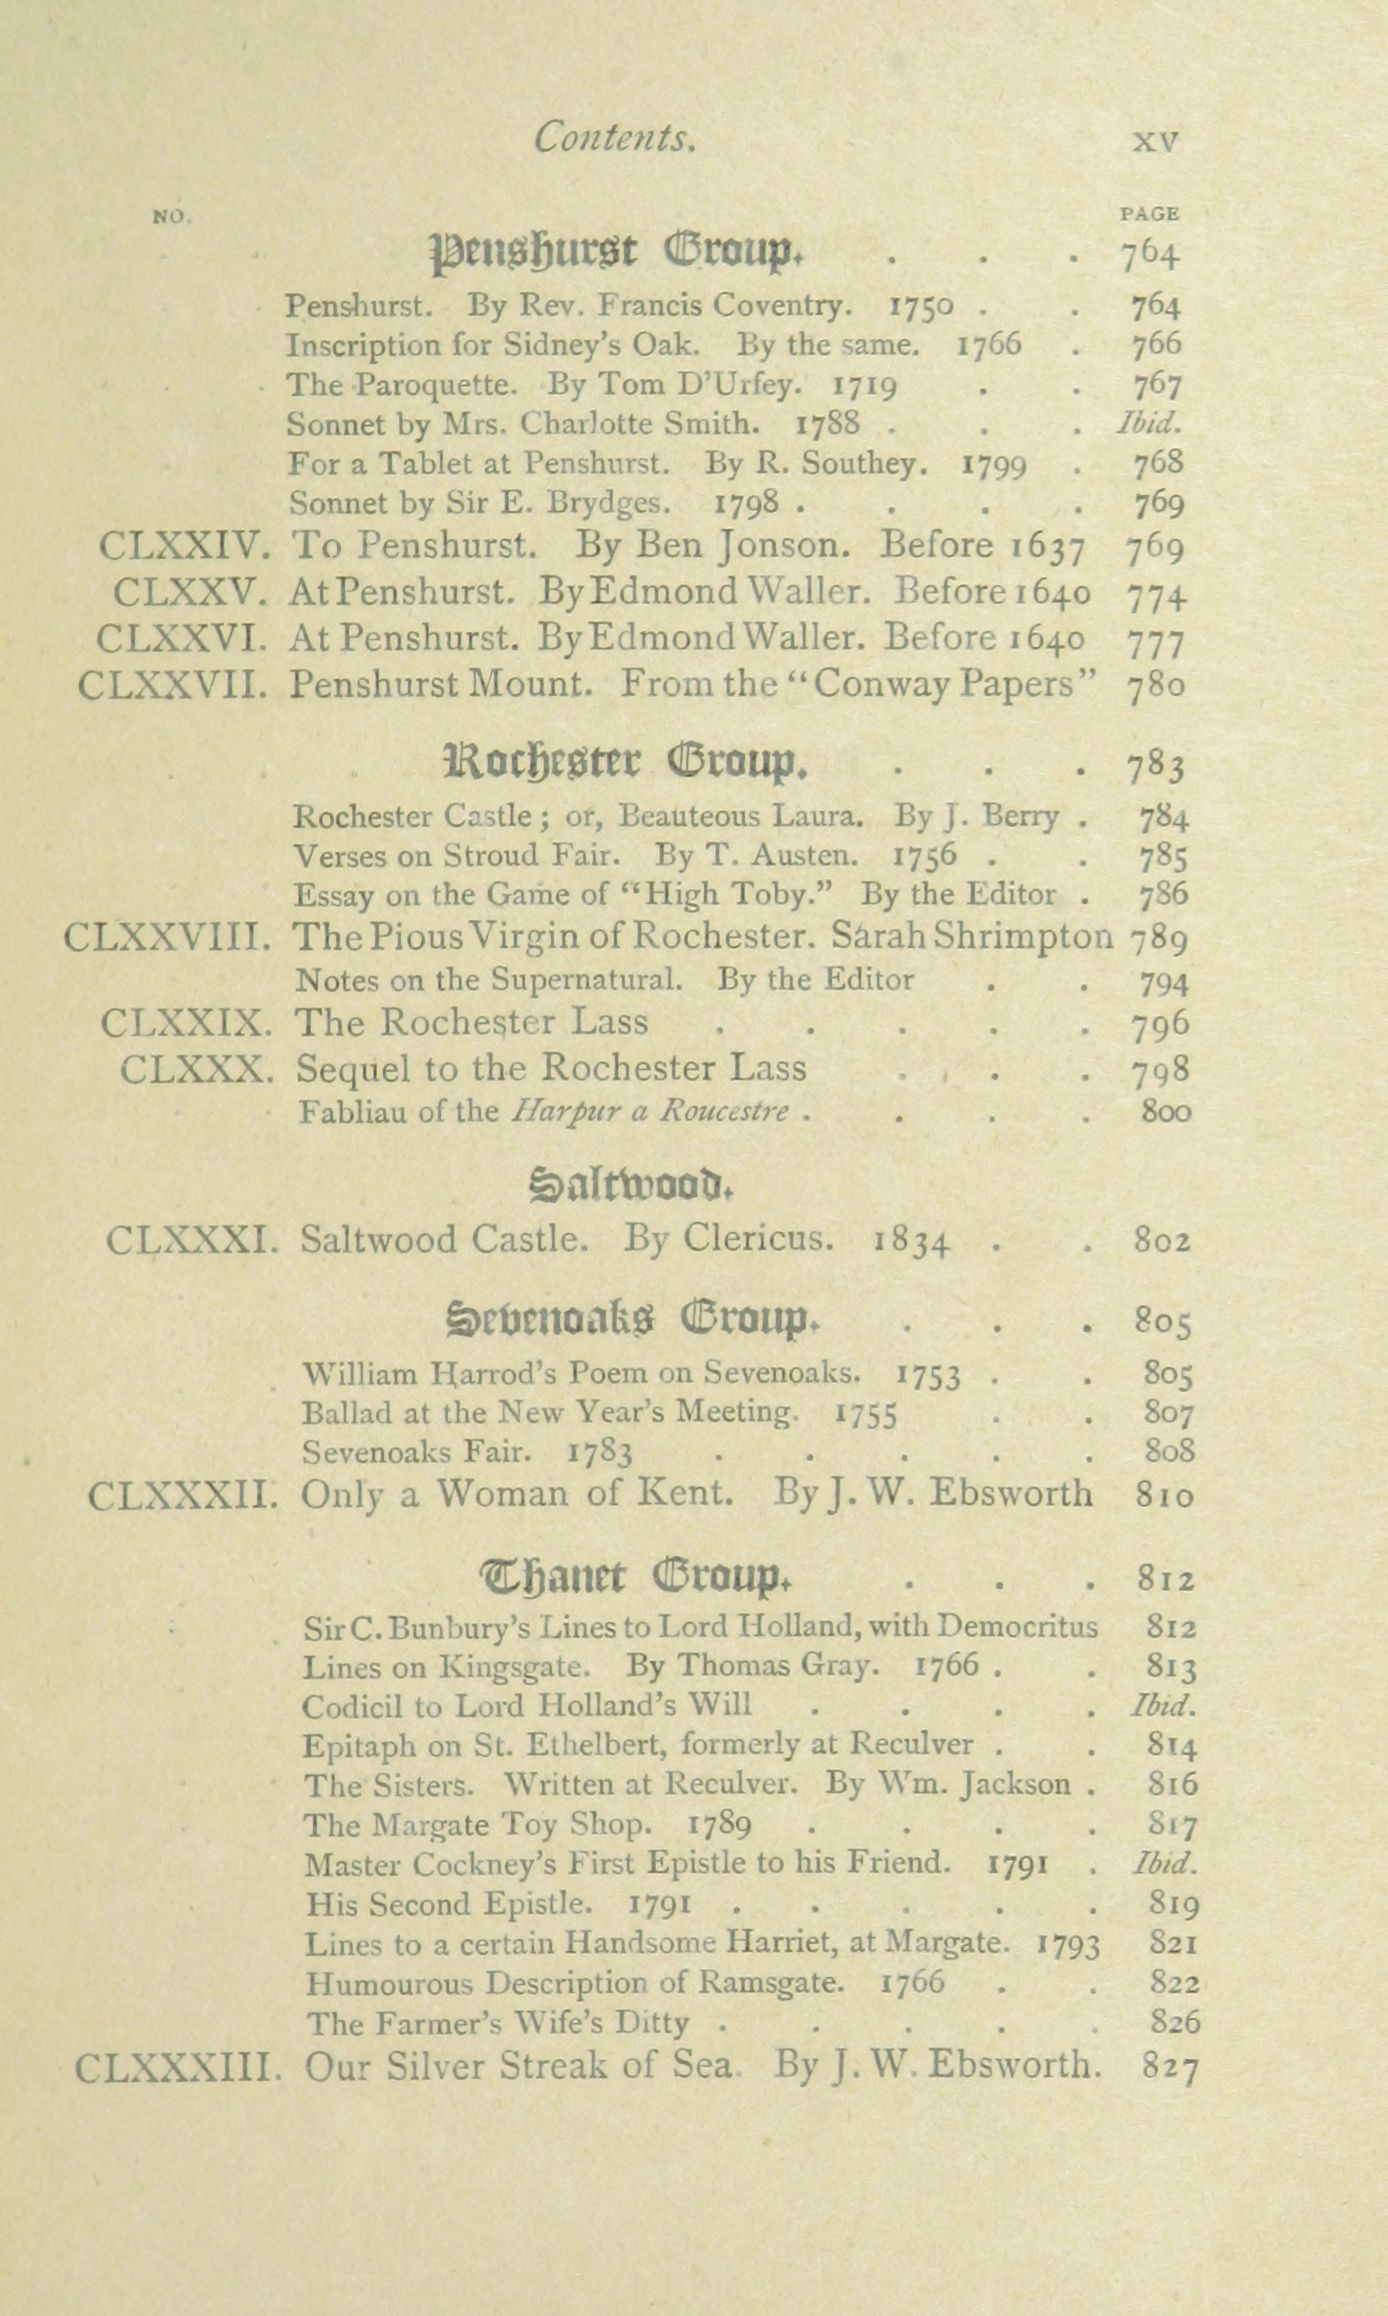 Contents. XV
NO. PAGE
Penshurst Group. . . . 764
Penshurst. By Rev. Francis Coventry. 1750 . . 764
Inscription for Sidney's Oak. By the same. 1766 . 766
The Paroquette. By Tom D'Urfey. 1719 . . 767
Sonnet by Mrs. Charlotte Smith. 1788 . . . Ibid.
For a Tablet at Penshurst. By R. Southey. 1799 . 768
Sonnet by Sir E. Brydges. 1798 . . . . 769
CLXXIV. To Penshurst. By Ben Jonson. Before 1637 769
CLXXV. At Penshurst. By Edmond Waller. Before 1640 774
CLXXVI. At Penshurst. By Edmond Waller. Before 1640 777
CLXXVII. Penshurst Mount. From the "Conway Papers" 780
Rochester Group. . . . 783
Rochester Castle; or, Beauteous Laura. By J. Berry . 784
Verses on Stroud Fair. By T. Austen. 1756 . . 785
Essay on the Game of "High Toby." By the Editor . 786
CLXXVIII. The Pious Virgin of Rochester. Sarah Shrimpton 789
Notes on the Supernatural. By the Editor . . 794
CLXXIX. The Rochester Lass . . . . . 796
CLXXX. Sequel to the Rochester Lass . . . 798
Fabliau of the Harpur a Roucestre . . . . 800
Saltwood.
CLXXXI. Saltwood Castle. By Clericus. 1834 . . 802
Sevenoaks Group. . . . 805
William Harrod's Poem on Sevenoaks. 1753 . . 805
Ballad at the New Year's Meeting. 1755 . . 807
Sevenoaks Fair. 1783 . . . . . 808
CLXXXII. Only a Woman of Kent. By J. W. Ebsworth 810
Thanet Group. . . . 812
Sir C. Bunbury's Lines to Lord Holland, with Democritus 812
Lines on Kingsgate. By Thomas Gray. 1766 . . 813
Codicil to Lord Holland's Will . . . . Ibid.
Epitaph on St. Ethelbert, formerly at Reculver . . 814
The Sisters. Written at Reculver. By Wm. Jackson . 816
The Margate Toy Shop. 1789 . . . . 817
Master Cockney's First Epistle to his Friend. 1791 . Ibid.
His Second Epistle. 1791 . . . . . 819
Lines to a certain Handsome Harriet, at Margate. 1793 821
Humourous Description of Ramsgate. 1766 . . 822
The Farmer's Wife's Ditty . . . . . 826
CLXXXIII. Our Silver Streak of Sea. By J. W. Ebsworth. 827